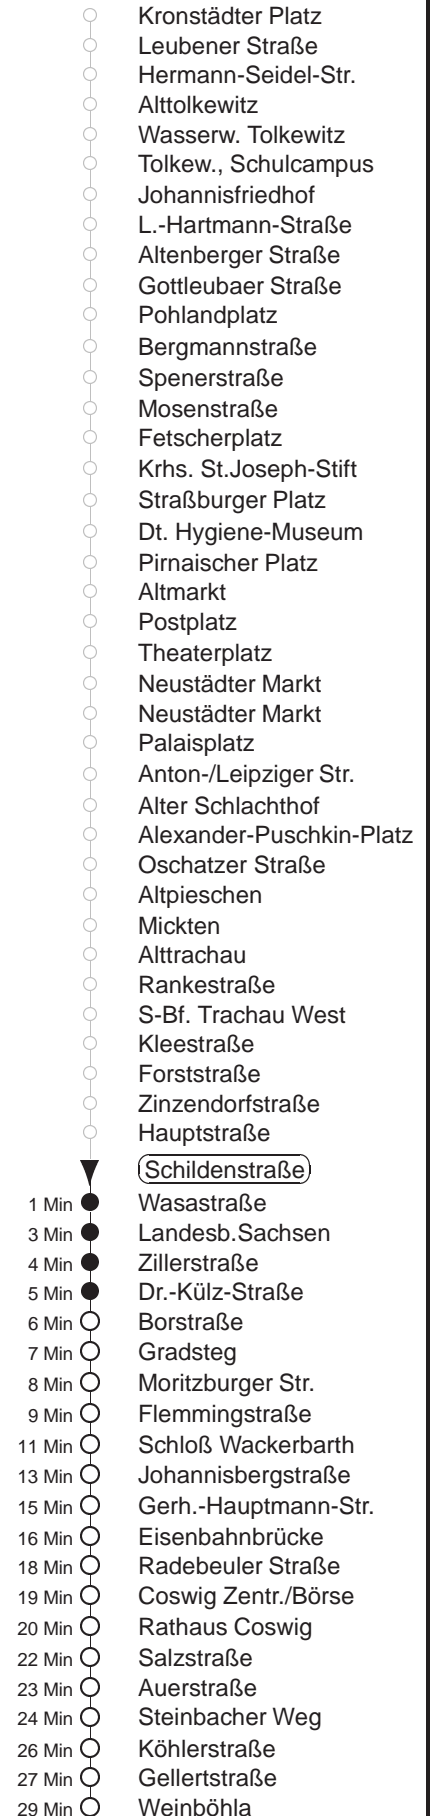 Kronstädter Platz
Leubener Straße
Hermann-Seidel-Str.
Alttolkewitz
Wasserw. Tolkewitz
Tolkew., Schulcampus
Johannisfriedhof
L.-Hartmann-Straße
Altenberger Straße
Gottleubaer Straße
Pohlandplatz
Bergmannstraße
Spenerstraße
Mosenstraße
Fetscherplatz
Krhs. St.Joseph-Stift
Straßburger Platz
Dt. Hygiene-Museum
Pirnaischer Platz
Altmarkt
Postplatz
Theaterplatz
Neustädter Markt
Neustädter Markt
Palaisplatz
Anton-/Leipziger Str.
Alter Schlachthof
Alexander-Puschkin-Platz
Oschatzer Straße
Altpieschen
Mickten
Alttrachau
Rankestraße
S-Bf. Trachau West
Kleestraße
Forststraße
Zinzendorfstraße
Hauptstraße
Schildenstraße
1 Min Wasastraße
3 Min Landesb.Sachsen
4 Min Zillerstraße
5 Min Dr.-Külz-Straße
6 Min Borstraße
7 Min Gradsteg
8 Min Moritzburger Str.
9 Min Flemmingstraße
11 Min Schloß Wackerbarth
13 Min Johannisbergstraße
15 Min Gerh.-Hauptmann-Str.
16 Min Eisenbahnbrücke
18 Min Radebeuler Straße
19 Min Coswig Zentr./Börse
20 Min Rathaus Coswig
22 Min Salzstraße
23 Min Auerstraße
24 Min Steinbacher Weg
26 Min Köhlerstraße
27 Min Gellertstraße
29 Min Weinböhla